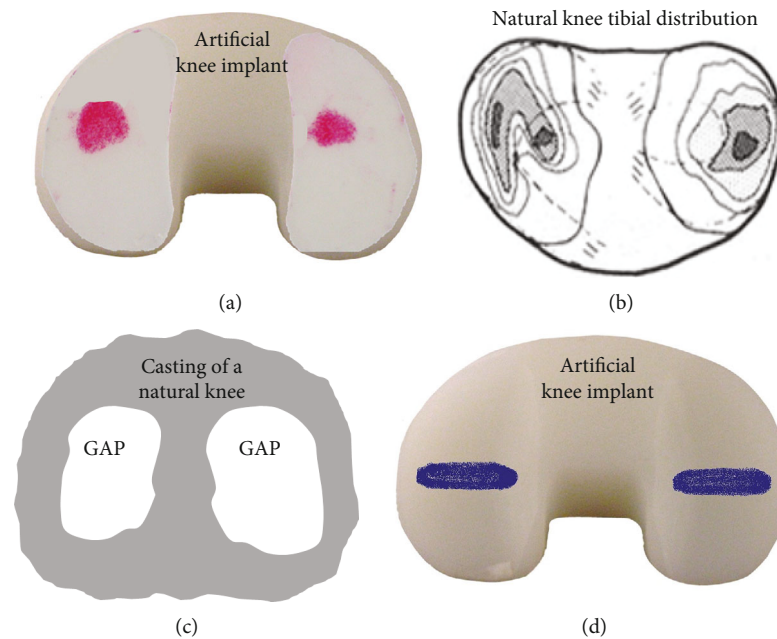 Artificial
knee implant
(a)
Natural knee tibial distribution
(b)
Casting of a
natural knee
GAP
GAP
(c)
Artificial
knee implant
(d)